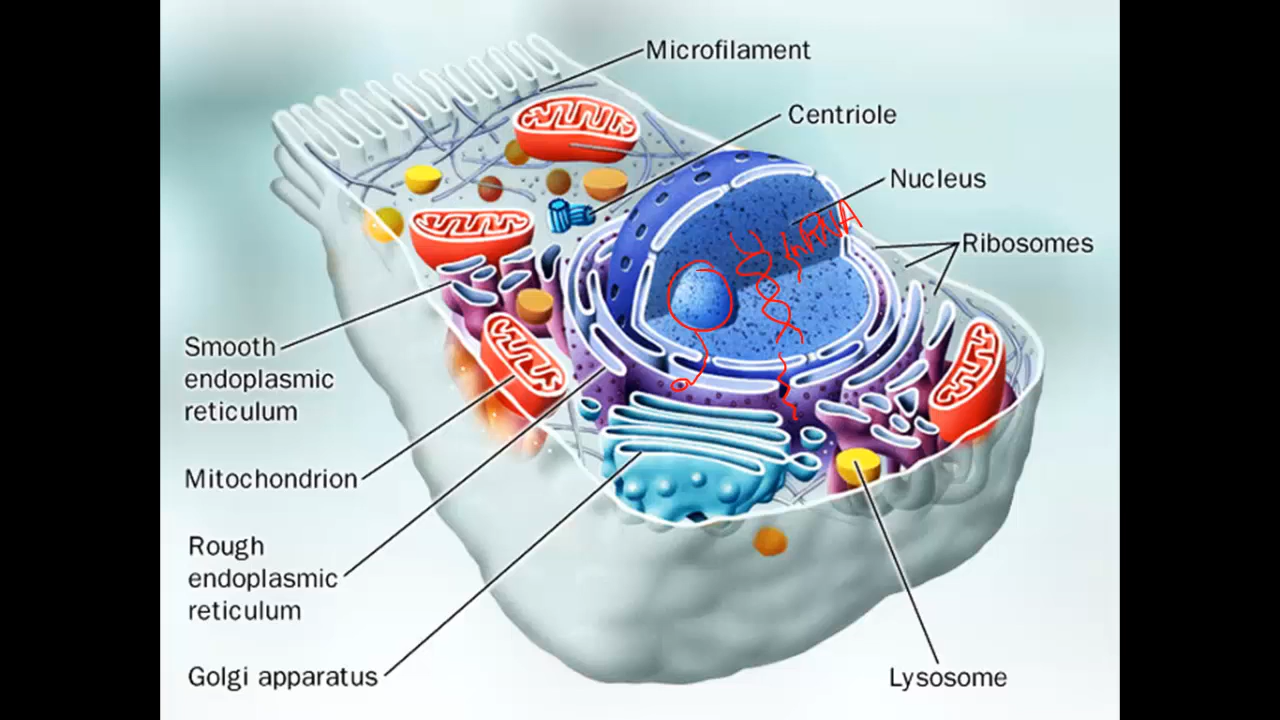 Microfilament
Centriole
Nucleus
mRNA
Ribosomes
Smooth
endoplasmic
reticulum
Mitochondrion
Rough
endoplasmic
reticulum
Golgi apparatus
Lysosome